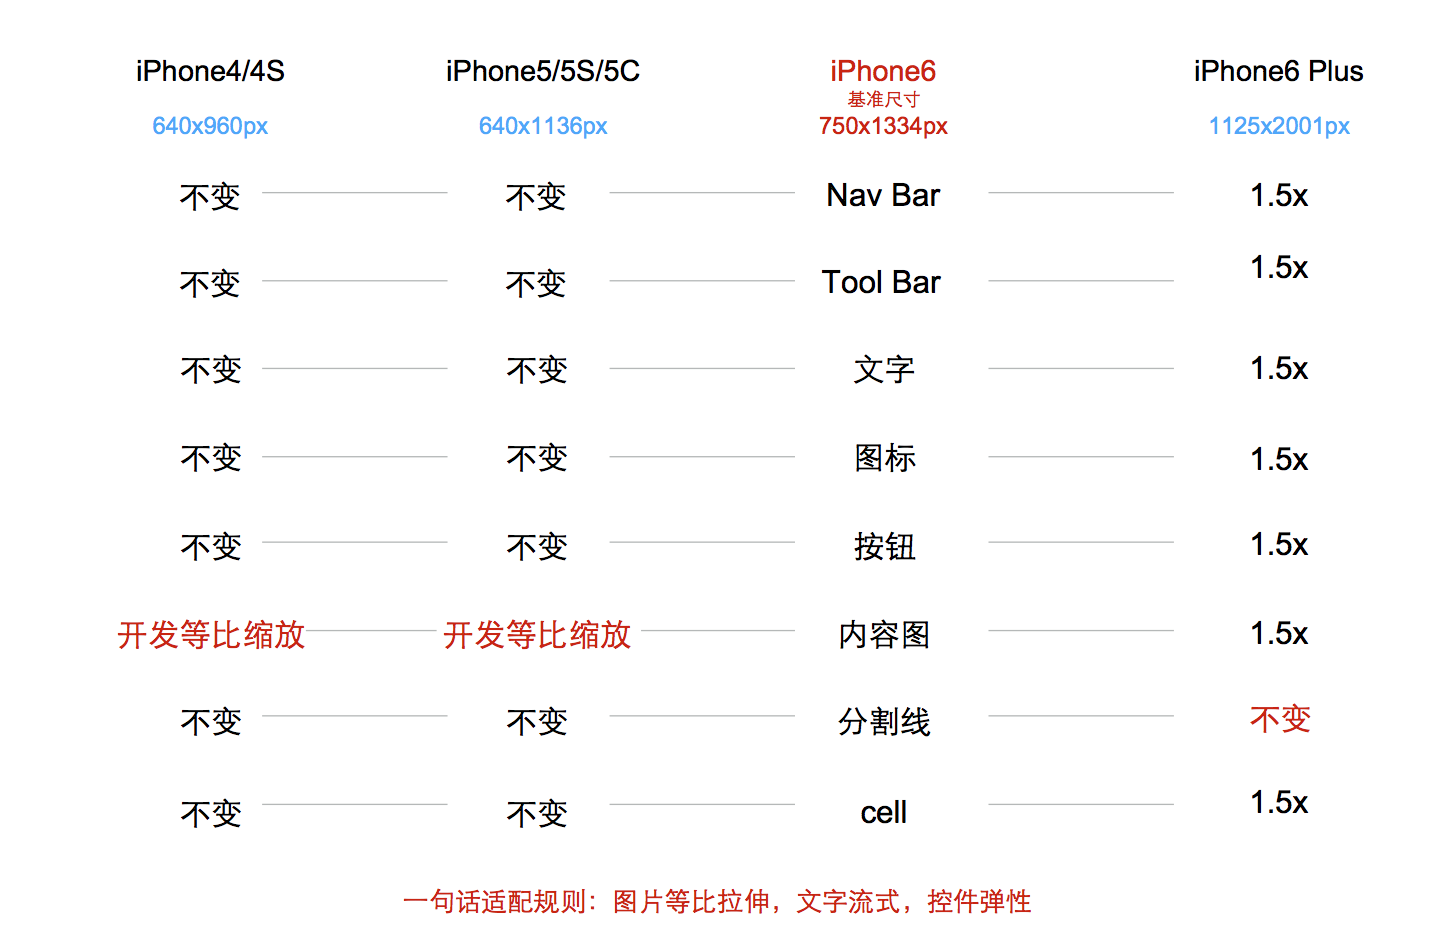 iPhone4/4S iPhone5/5S/5C iPhone6 iPhone6 Plus
基准尺寸
640x960px 640x1136px 750x1334px 1125x2001px
不变 不变 Nav Bar 1.5x
不变 不变 Tool Bar 1.5x
不变 不变 文字 1.5x
不变 不变 图标 1.5x
不变 不变 按钮 1.5x
开发等比缩放 开发等比缩放 内容图 1.5x
不变 不变 分割线 不变
不变 不变 cell 1.5x
一句话适配规则：图片等比拉伸，文字流式，控件弹性